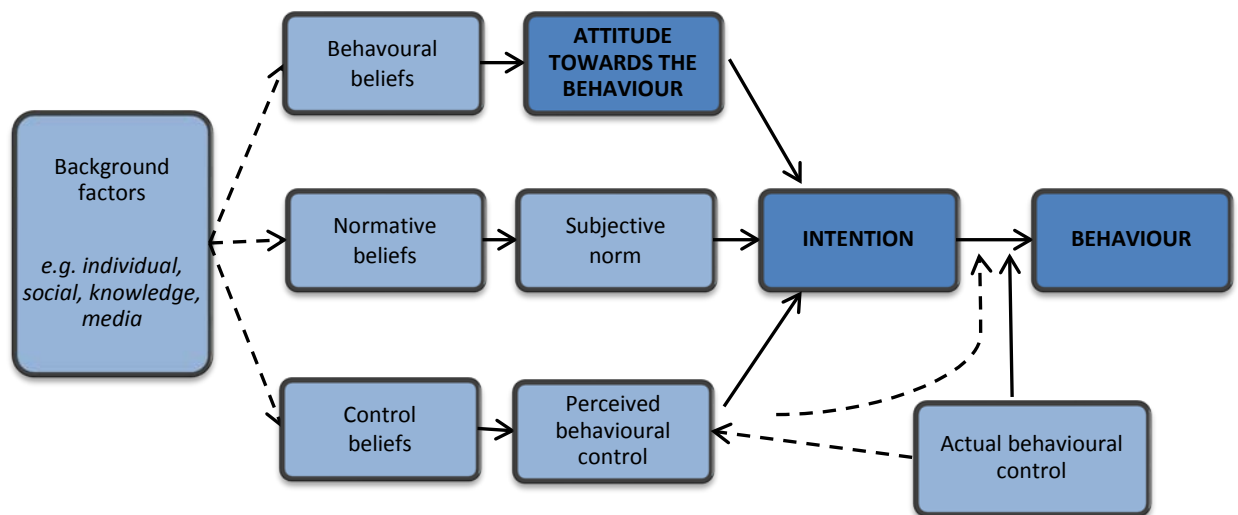 Behavoural
beliefs
ATTITUDE
TOWARDS THE
BEHAVIOUR
Background
factors
e.g. individual,
social, knowledge,
media
Normative
beliefs
Subjective
norm
INTENTION
BEHAVIOUR
Control
beliefs
Perceived
behavioural
control
Actual behavioural
control